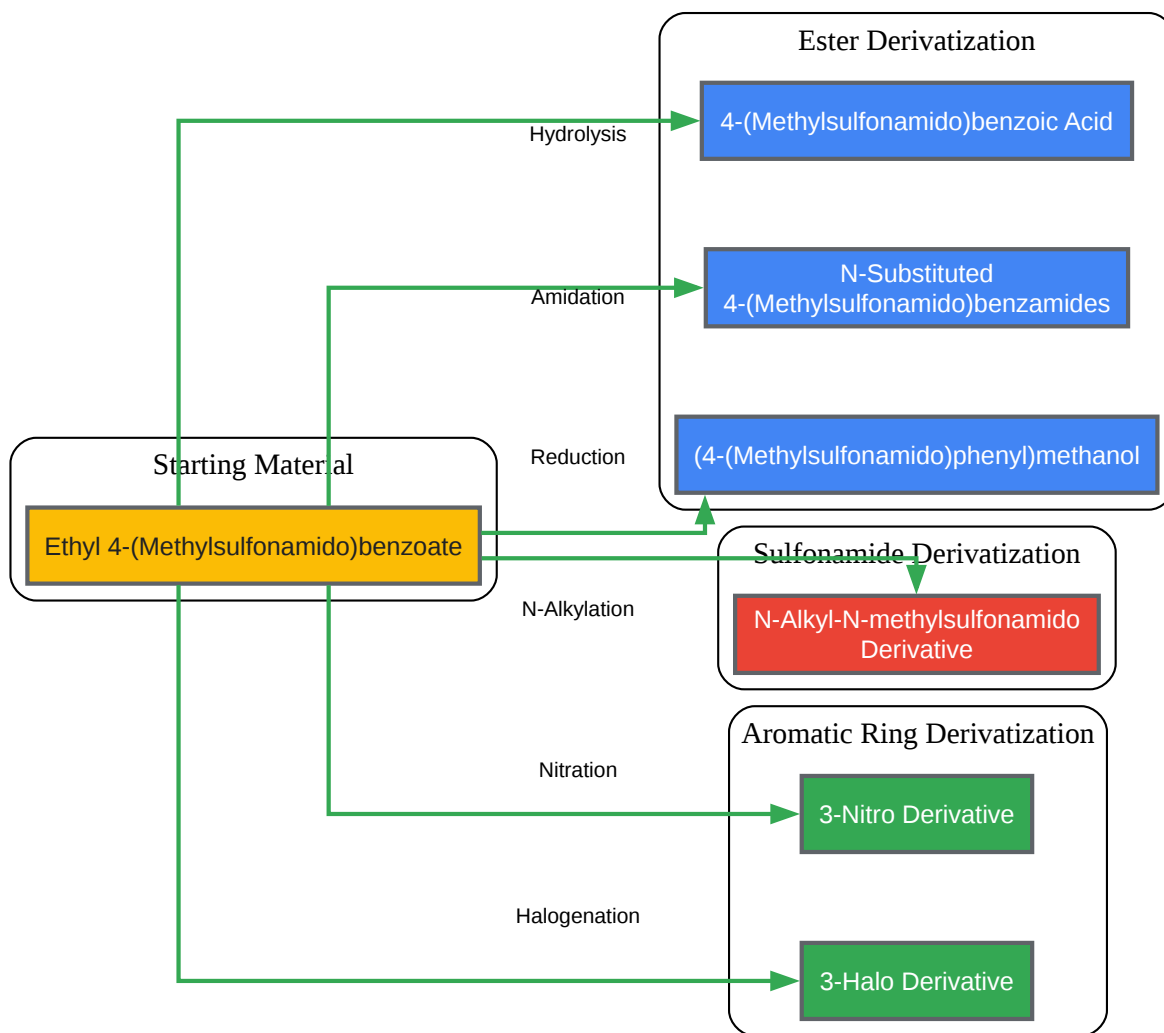 Ester Derivatization
4-(Methylsulfonamido)benzoic Acid
Hydrolysis
N-Substituted
4-(Methylsulfonamido)benzamides
Amidation
(4-(Methylsulfonamido)phenyl)methanol
Reduction
Starting Material
Ethyl 4-(Methylsulfonamido)benzoate
Sulfonamide Derivatization
N-Alkylation
N-Alkyl-N-methylsulfonamido
Derivative
Aromatic Ring Derivatization
Nitration
3-Nitro Derivative
Halogenation
3-Halo Derivative